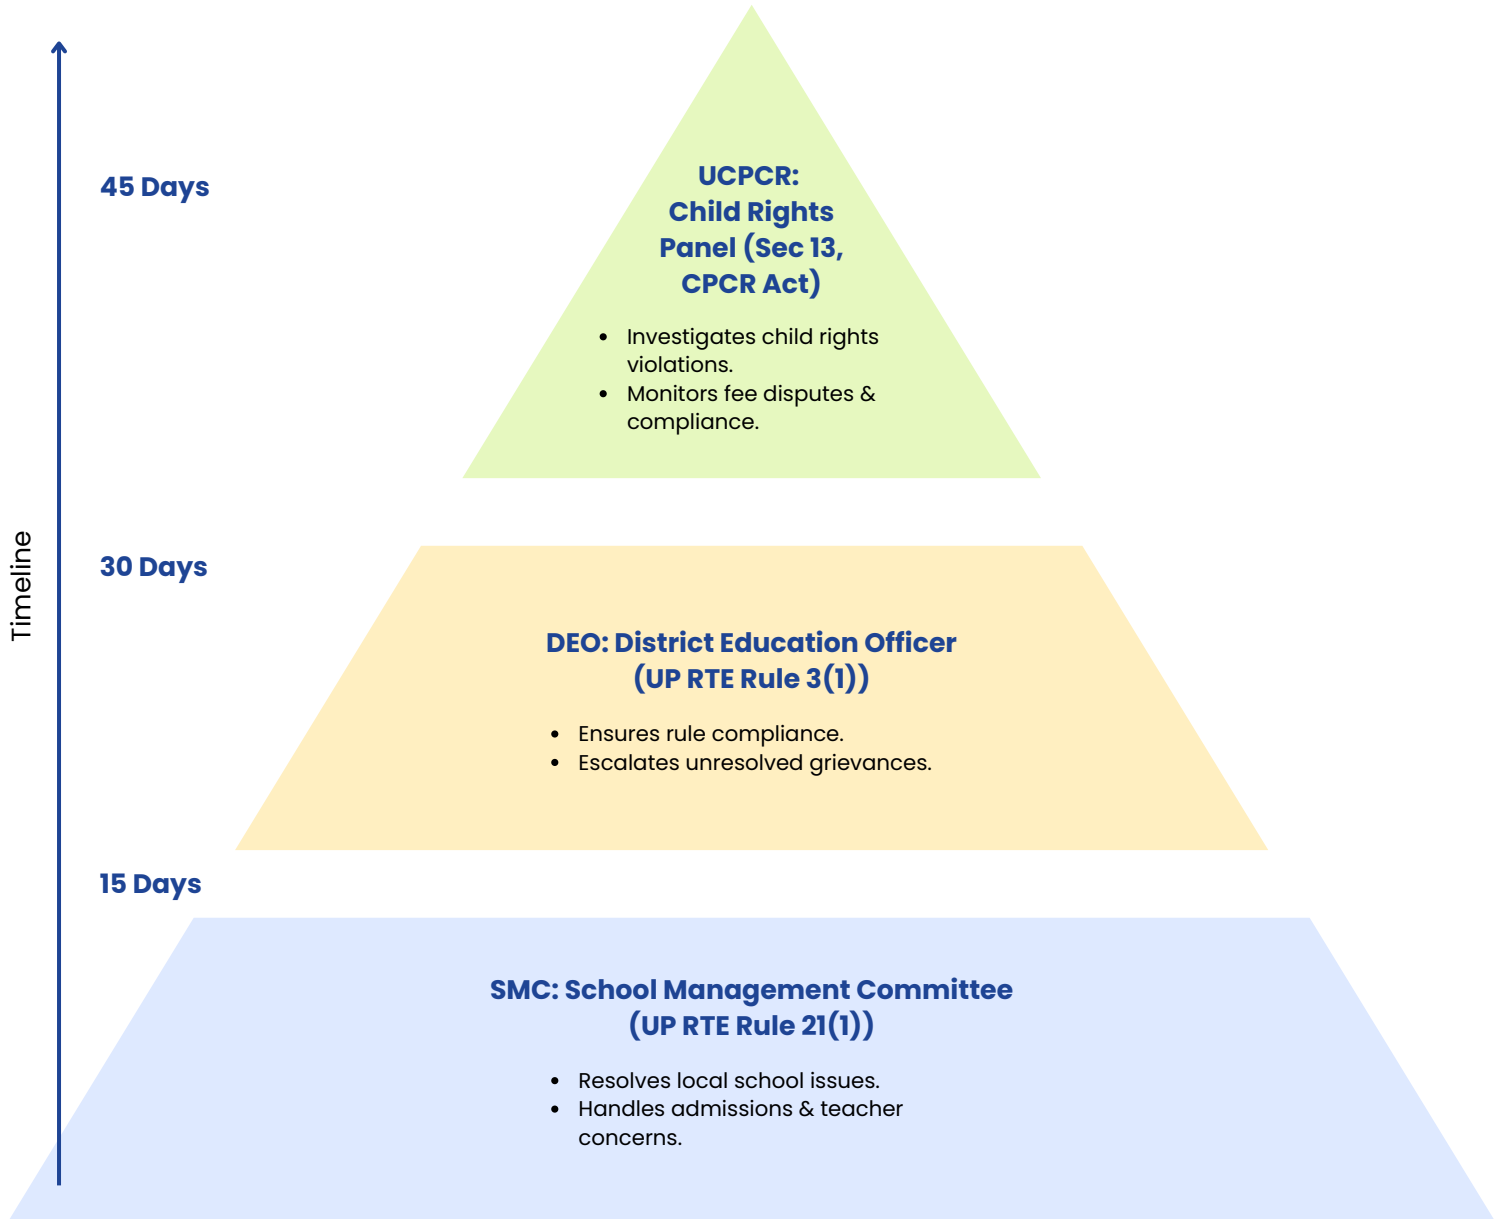 45 Days
UCPCR:
Child Rights
Panel (Sec 13,
CPCR Act)
• Investigates child rights
violations.
• Monitors fee disputes &
compliance.
Timeline
30 Days
DEO: District Education Officer
(UP RTE Rule 3(1))
• Ensures rule compliance.
• Escalates unresolved grievances.
15 Days
SMC: School Management Committee
(UP RTE Rule 21(1))
• Resolves local school issues.
• Handles admissions & teacher
concerns.